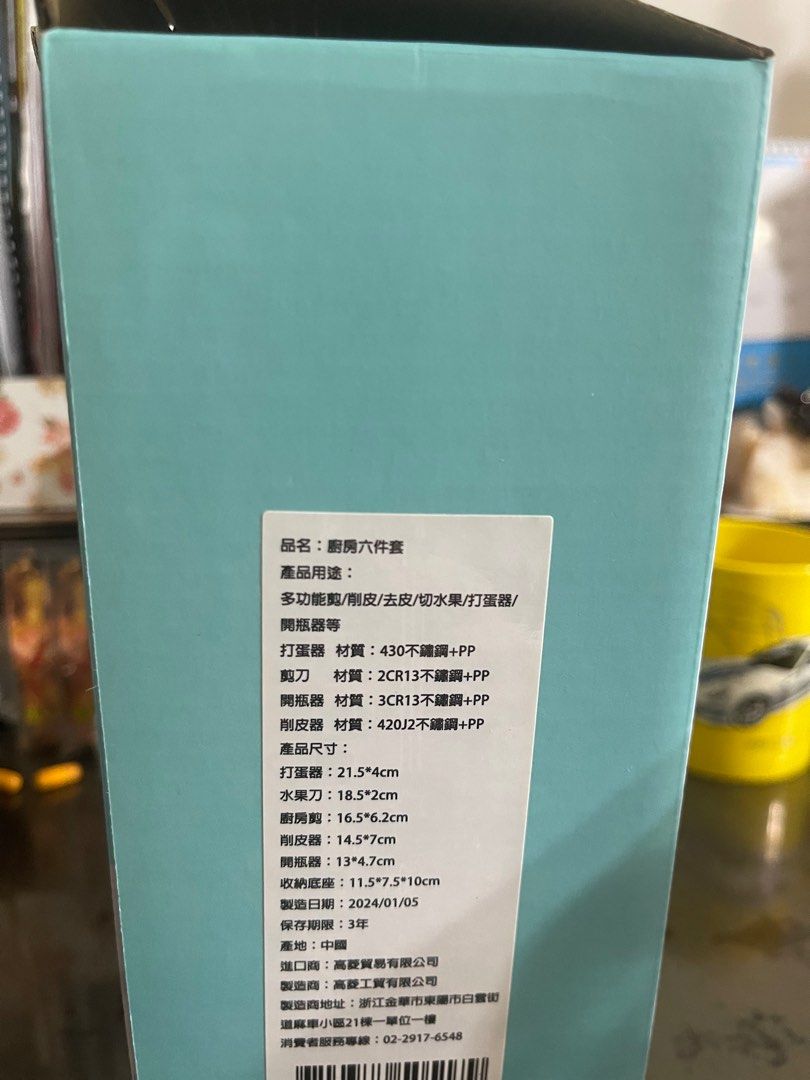 品名：廚房六件套
產品用途：
多功能剪/削皮/去皮/切水果/打蛋器/
開瓶器等
打蛋器 材質：430不鏽鋼+PP
剪刀 材質：2CR13不鏽鋼+PP
開瓶器 材質：3CR13不鏽鋼+PP
削皮器 材質：420J2不鏽鋼+PP
產品尺寸：
打蛋器：21.5*4cm
水果刀：18.5*2cm
廚房剪：16.5*6.2cm
削皮器：14.5*7cm
開瓶器：13*4.7cm
收納底座：11.5*7.5*10cm
製造日期：2024/01/05
保存期限：3年
產地：中國
進口商：高菱貿易有限公司
製造商：高菱工貿有限公司
製造商地址：浙江金華市東陽市白雲街
道麻車小區21棟一單位一樓
消費者服務專線：02-2917-6548